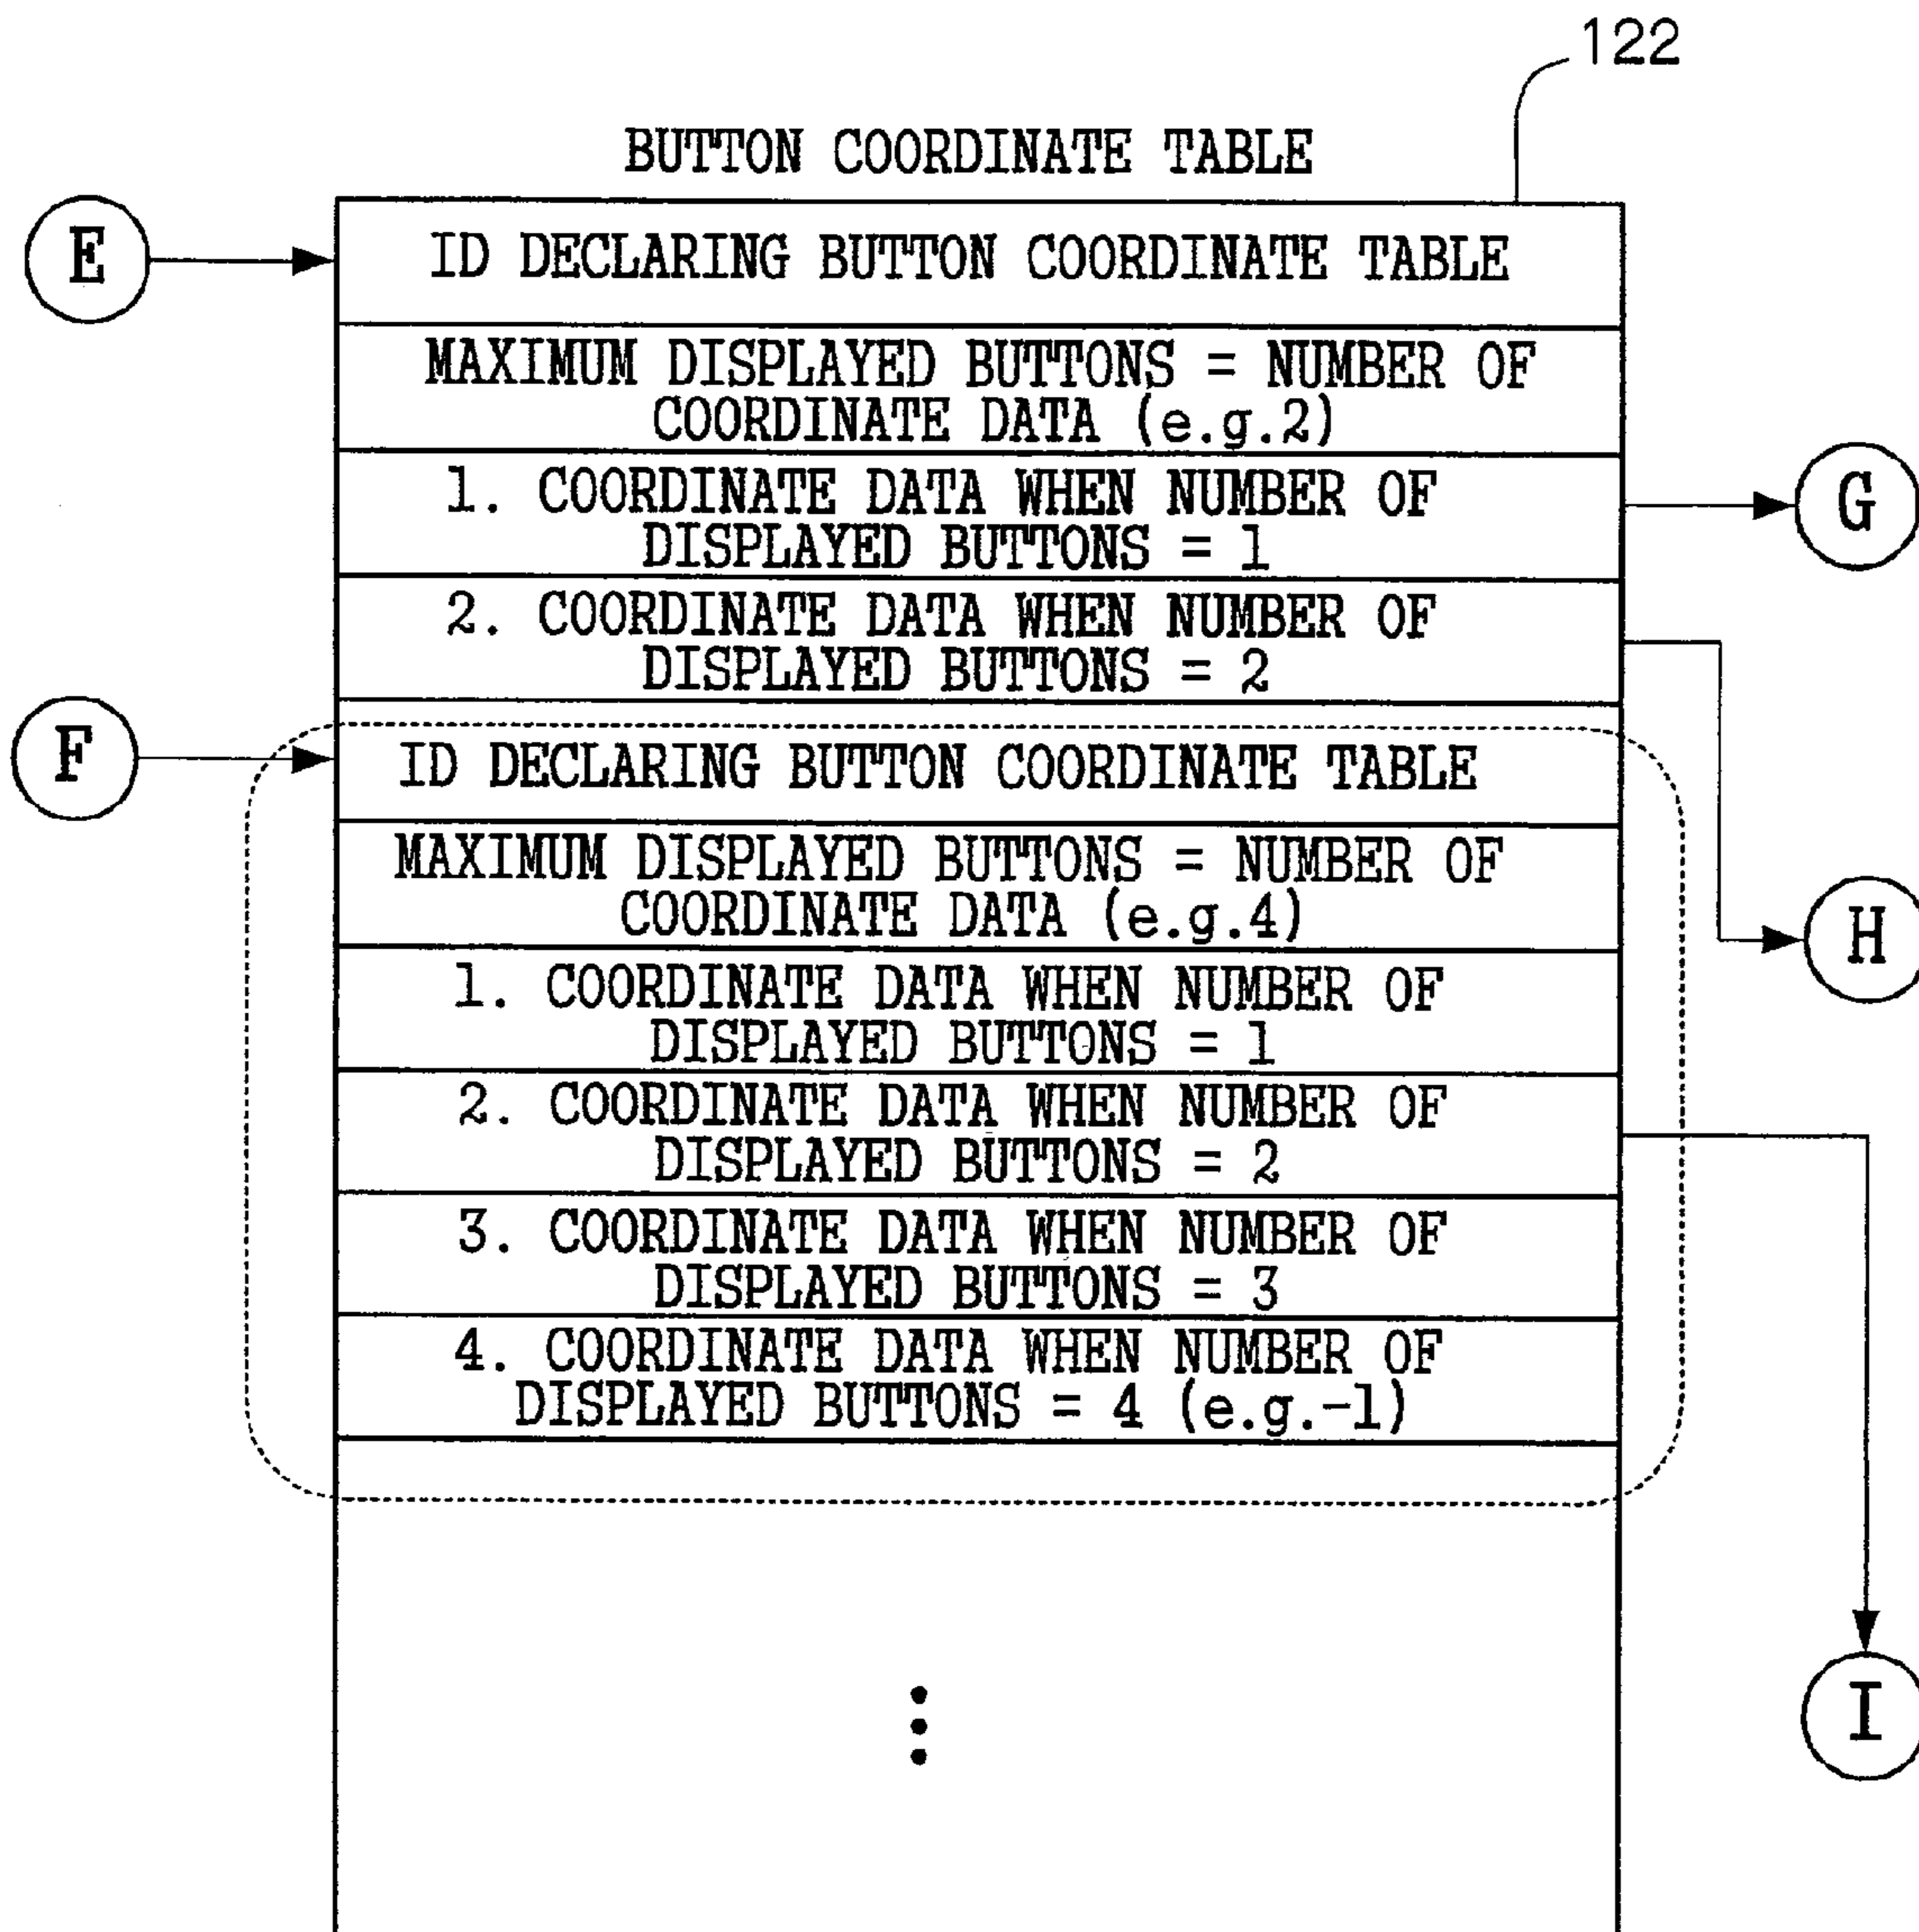 122
BUTTON COORDINATE TABLE
E
ID DECLARING BUTTON COORDINATE TABLE
MAXIMUM DISPLAYED BUTTONS = NUMBER OF
COORDINATE DATA (e.g.2)
1. COORDINATE DATA WHEN NUMBER OF
DISPLAYED BUTTONS = 1
G
2. COORDINATE DATA WHEN NUMBER OF
DISPLAYED BUTTONS = 2
F
ID DECLARING BUTTON COORDINATE TABLE
MAXIMUM DISPLAYED BUTTONS = NUMBER OF
COORDINATE DATA (e.g.4)
H
1. COORDINATE DATA WHEN NUMBER OF
DISPLAYED BUTTONS = 1
2. COORDINATE DATA WHEN NUMBER OF
DISPLAYED BUTTONS = 2
3. COORDINATE DATA WHEN NUMBER OF
DISPLAYED BUTTONS = 3
4. COORDINATE DATA WHEN NUMBER OF
DISPLAYED BUTTONS = 4 (e.g.-1)
I